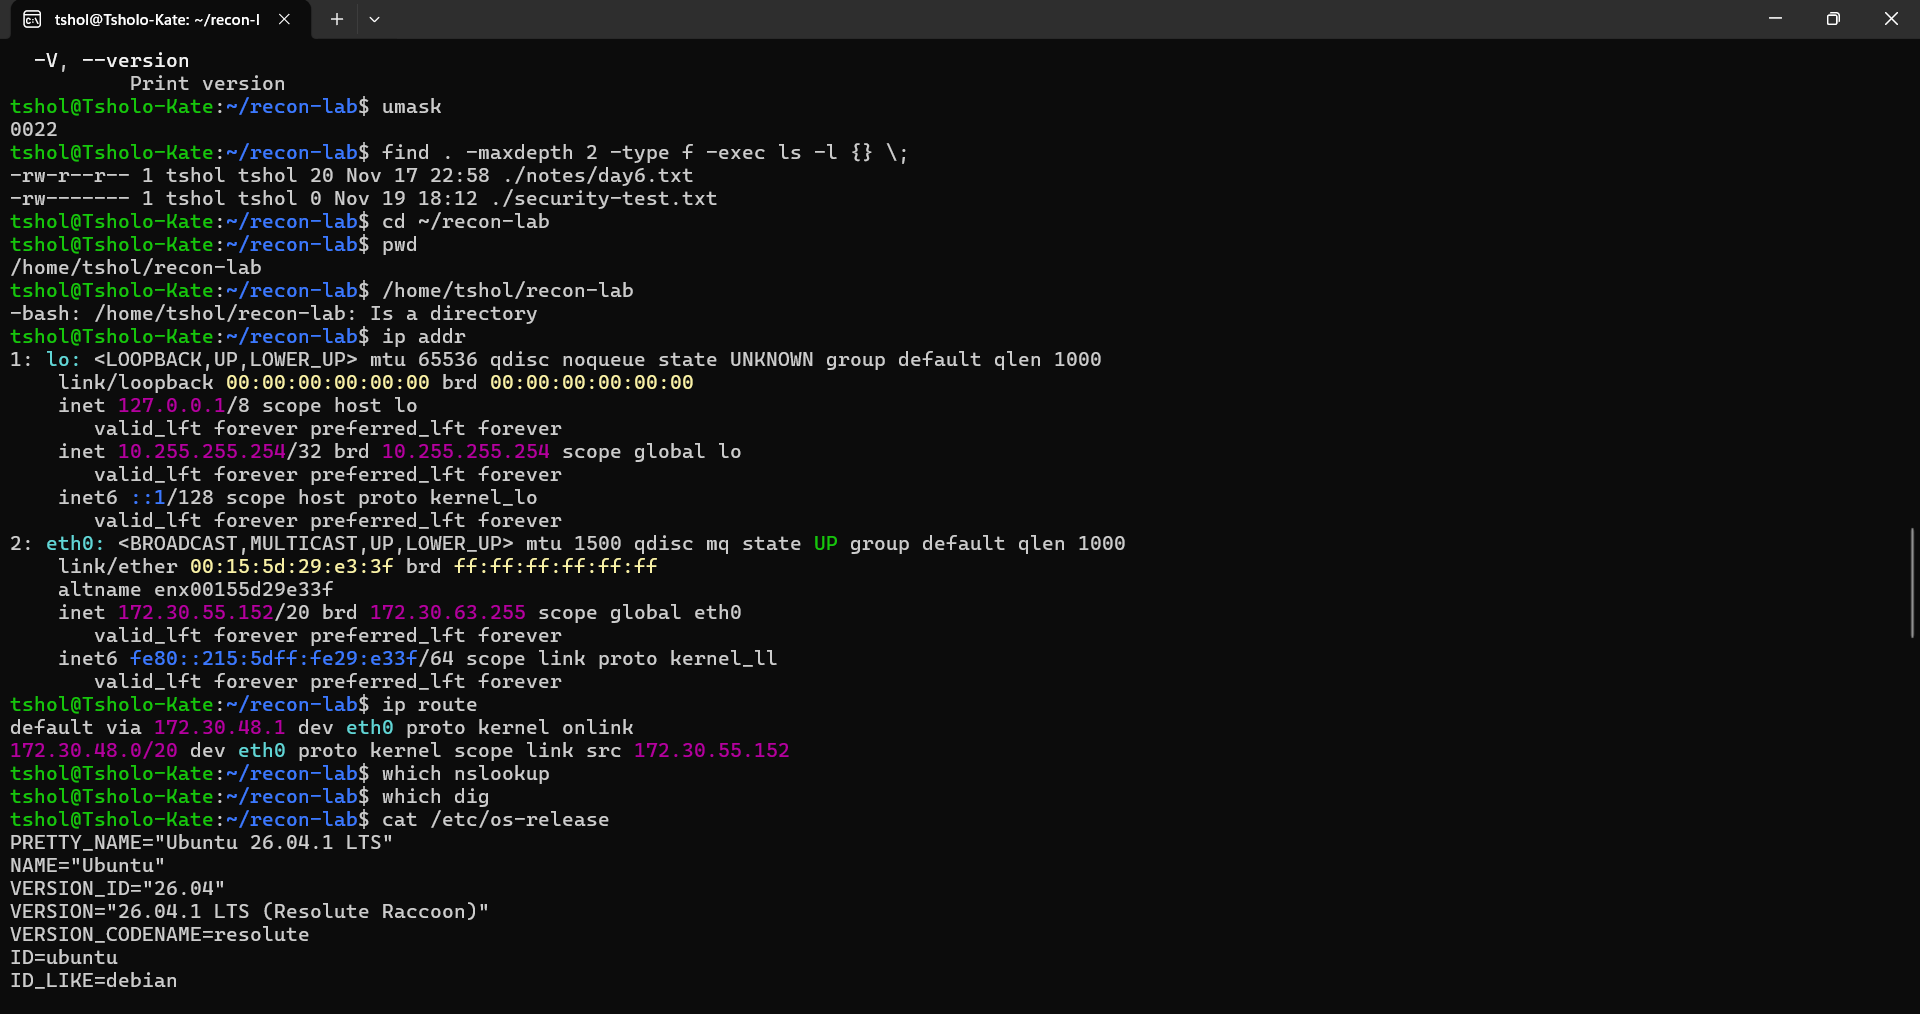 tshol@Tsholo-Kate: ~/recon-l
  -V, --version
          Print version
tshol@Tsholo-Kate:~/recon-lab$ umask
0022
tshol@Tsholo-Kate:~/recon-lab$ find . -maxdepth 2 -type f -exec ls -l {} \;
-rw-r--r-- 1 tshol tshol 20 Nov 17 22:58 ./notes/day6.txt
-rw------- 1 tshol tshol 0 Nov 19 18:12 ./security-test.txt
tshol@Tsholo-Kate:~/recon-lab$ cd ~/recon-lab
tshol@Tsholo-Kate:~/recon-lab$ pwd
/home/tshol/recon-lab
tshol@Tsholo-Kate:~/recon-lab$ /home/tshol/recon-lab
-bash: /home/tshol/recon-lab: Is a directory
tshol@Tsholo-Kate:~/recon-lab$ ip addr
1: lo: <LOOPBACK,UP,LOWER_UP> mtu 65536 qdisc noqueue state UNKNOWN group default qlen 1000
    link/loopback 00:00:00:00:00:00 brd 00:00:00:00:00:00
    inet 127.0.0.1/8 scope host lo
       valid_lft forever preferred_lft forever
    inet 10.255.255.254/32 brd 10.255.255.254 scope global lo
       valid_lft forever preferred_lft forever
    inet6 ::1/128 scope host proto kernel_lo
       valid_lft forever preferred_lft forever
2: eth0: <BROADCAST,MULTICAST,UP,LOWER_UP> mtu 1500 qdisc mq state UP group default qlen 1000
    link/ether 00:15:5d:29:e3:3f brd ff:ff:ff:ff:ff:ff
    altname enx00155d29e33f
    inet 172.30.55.152/20 brd 172.30.63.255 scope global eth0
       valid_lft forever preferred_lft forever
    inet6 fe80::215:5dff:fe29:e33f/64 scope link proto kernel_ll
       valid_lft forever preferred_lft forever
tshol@Tsholo-Kate:~/recon-lab$ ip route
default via 172.30.48.1 dev eth0 proto kernel onlink
172.30.48.0/20 dev eth0 proto kernel scope link src 172.30.55.152
tshol@Tsholo-Kate:~/recon-lab$ which nslookup
tshol@Tsholo-Kate:~/recon-lab$ which dig
tshol@Tsholo-Kate:~/recon-lab$ cat /etc/os-release
PRETTY_NAME="Ubuntu 26.04.1 LTS"
NAME="Ubuntu"
VERSION_ID="26.04"
VERSION="26.04.1 LTS (Resolute Raccoon)"
VERSION_CODENAME=resolute
ID=ubuntu
ID_LIKE=debian